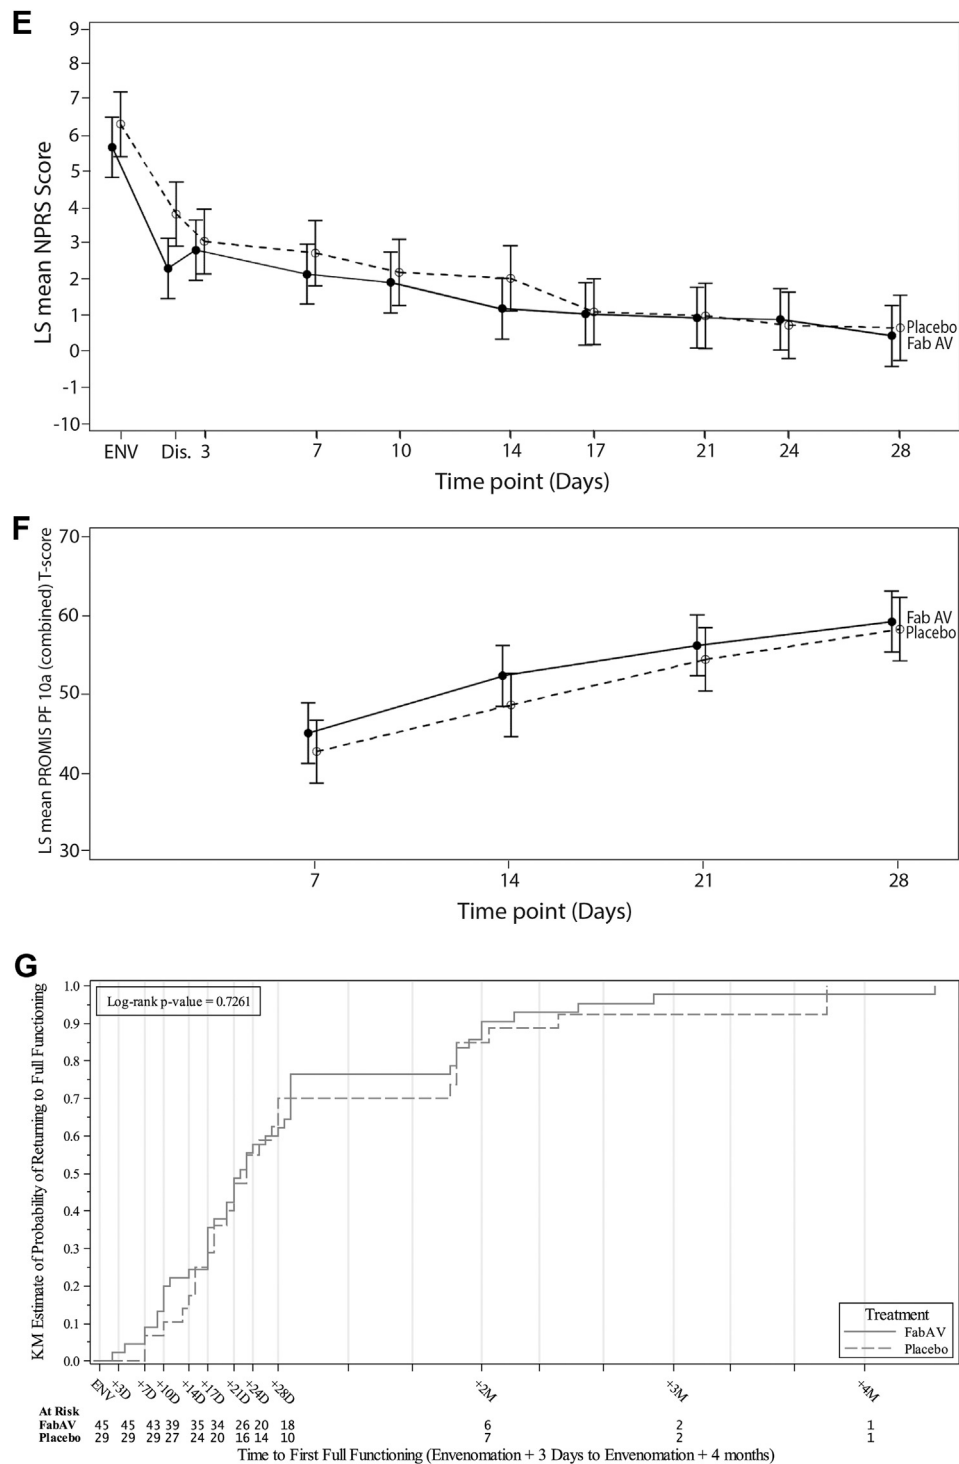 E
LS mean NPRS Score
9
8
7
6
5
4
3
2
1
0
-1
-10
Placebo
Fab AV
ENV Dis. 3 7 10 14 17 21 24 28
Time point (Days)
F
LS mean PROMIS PF 10a (combined) T-score
70
60
50
40
30
Fab AV
Placebo
7 14 21 28
Time point (Days)
G
KM Estimate of Probability of Returning to Full Functioning
1.0
0.9
0.8
0.7
0.6
0.5
0.4
0.3
0.2
0.1
0.0
Log-rank p-value = 0.7261
Treatment
FabAV
Placebo
ENV +3D +7D +10D +14D +17D +21D +24D +28D +2M +3M +4M
At Risk
FabAV 45 45 43 39 35 34 26 20 18 6 2 1
Placebo 29 29 29 27 24 20 16 14 10 7 2 1
Time to First Full Functioning (Envenomation + 3 Days to Envenomation + 4 months)